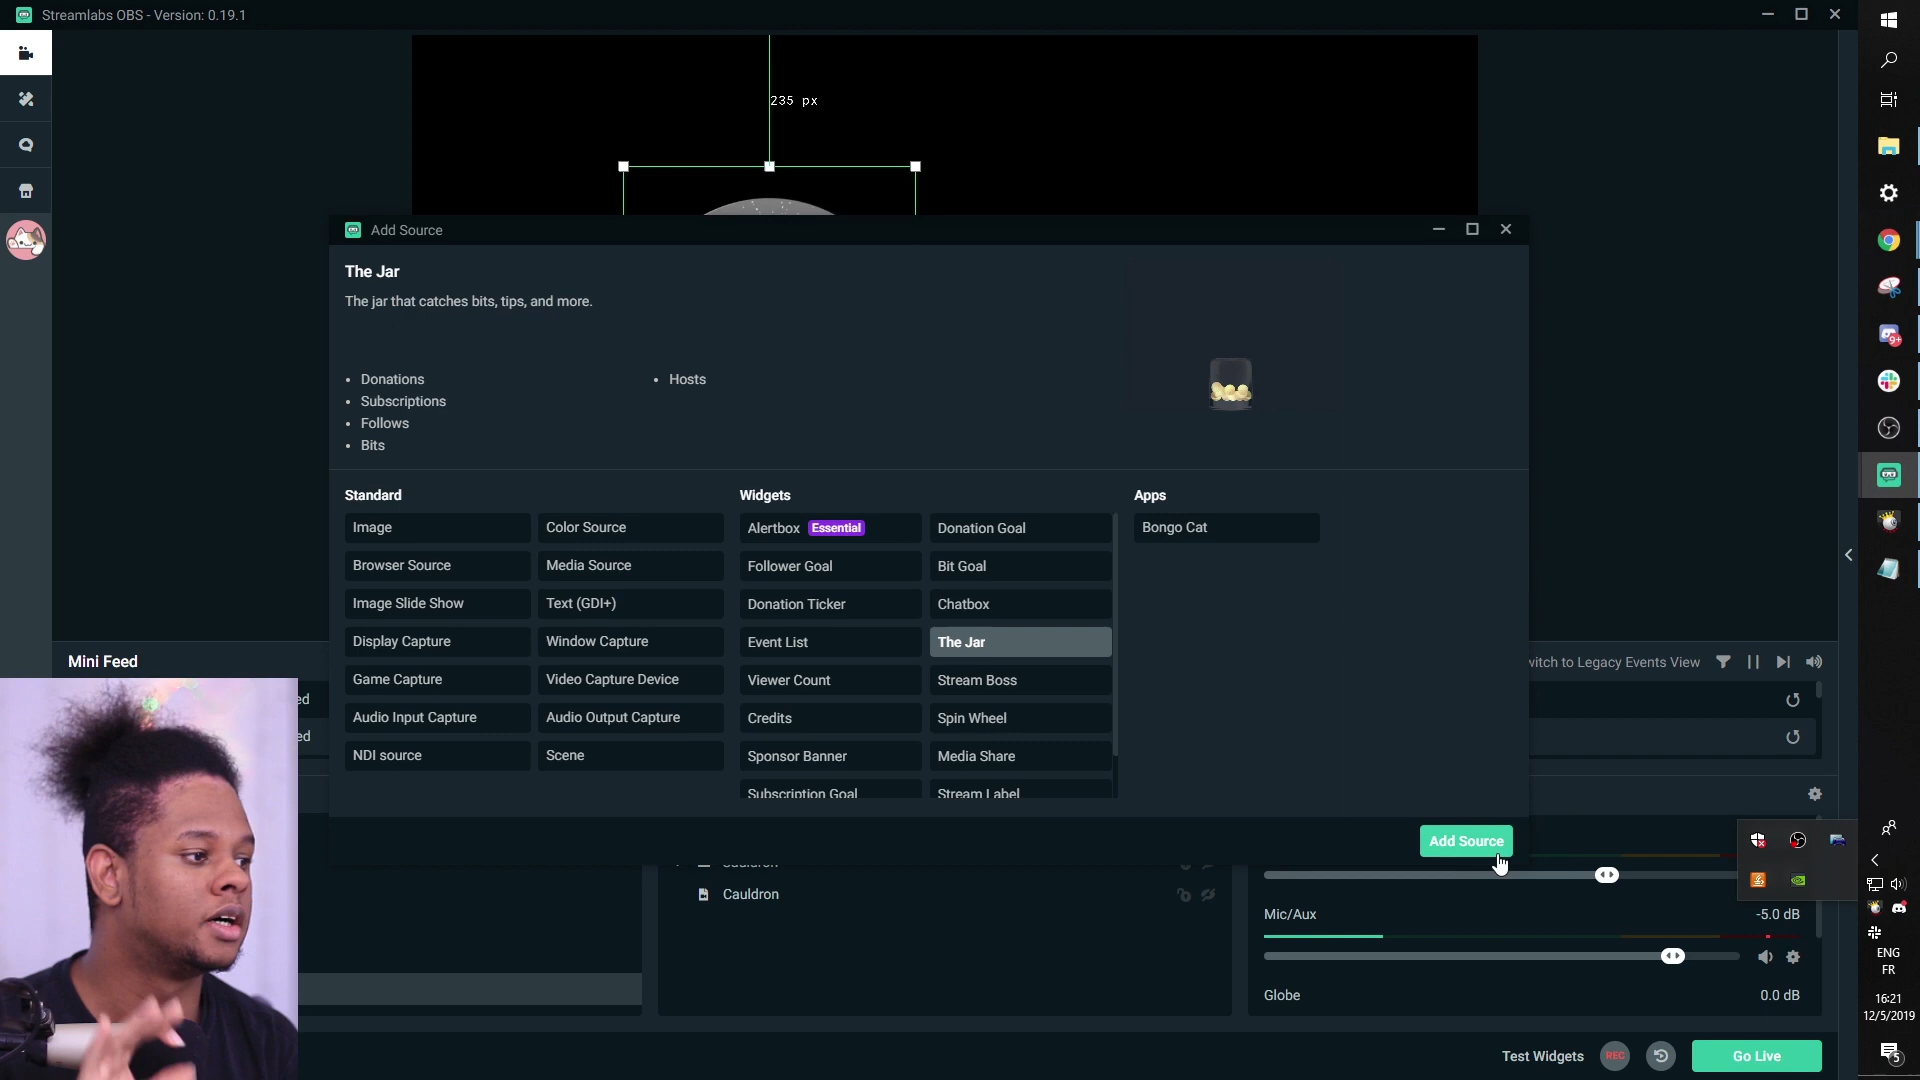 Streamlabs OBS - Version: 0.19.1
235 px
Add Source
The Jar
The jar that catches bits, tips, and more.
Donations
Subscriptions
Follows
Bits
Hosts
Standard
Image
Color Source
Browser Source
Media Source
Image Slide Show
Text (GDI+)
Display Capture
Window Capture
Game Capture
Video Capture Device
Audio Input Capture
Audio Output Capture
NDI source
Scene
Widgets
Alertbox Essential
Donation Goal
Follower Goal
Bit Goal
Donation Ticker
Chatbox
Event List
The Jar
Viewer Count
Stream Boss
Credits
Spin Wheel
Sponsor Banner
Media Share
Subscription Goal
Stream Label
Apps
Bongo Cat
Add Source
Mini Feed
witch to Legacy Events View
ed
ed
Cauldron
Cauldron
Mic/Aux
-5.0 dB
Globe
0.0 dB
Test Widgets
REC
Go Live
9+
ENG
FR
16:21
12/5/2019
5